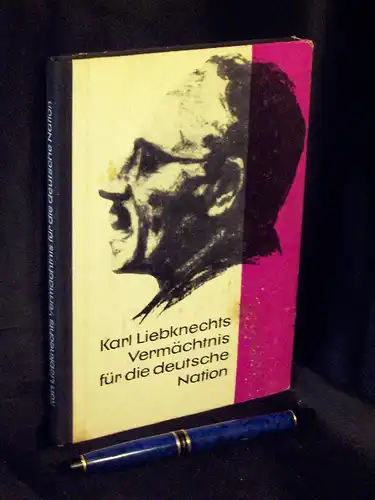 Karl Liebknechts
Vermächtnis
für die deutsche
Nation
Karl Liebknechts Vermächtnis für die deutsche Nation